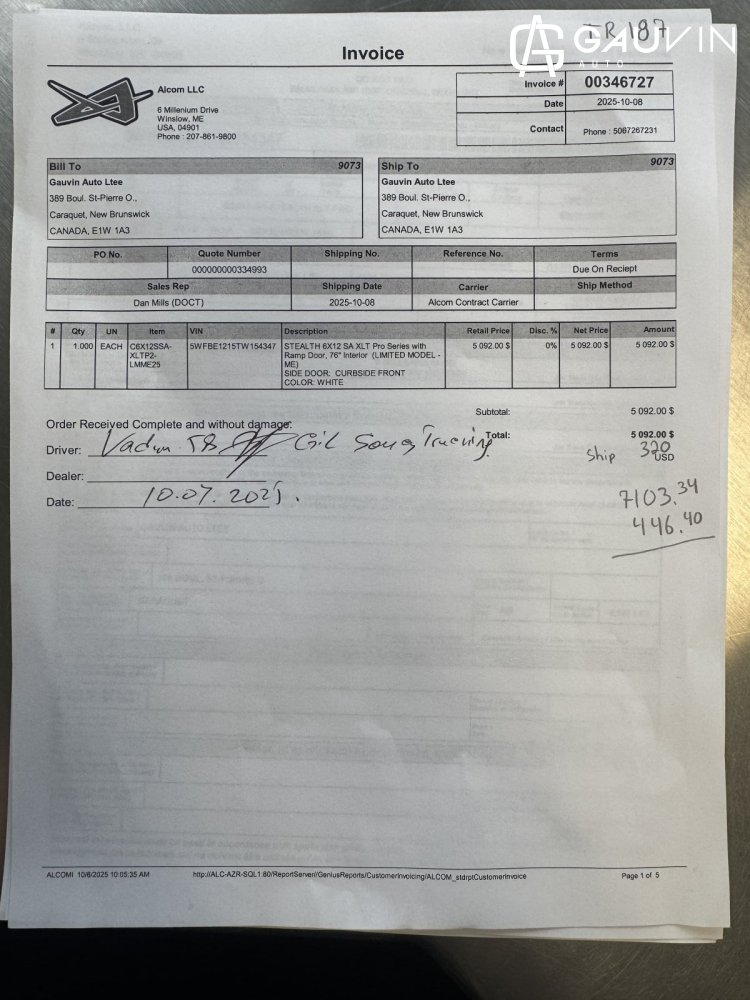 TR 187
GAUVIN
AUTO
Invoice
Alcom LLC
6 Millenium Drive
Winslow, ME
USA, 04901
Phone : 207-861-9800
Invoice # 00346727
Date 2025-10-08
Contact Phone : 5067267231
Bill To 9073
Gauvin Auto Ltee
389 Boul. St-Pierre O.,
Caraquet, New Brunswick
CANADA, E1W 1A3
Ship To 9073
Gauvin Auto Ltee
389 Boul. St-Pierre O.,
Caraquet, New Brunswick
CANADA, E1W 1A3
PO No. Quote Number Shipping No. Reference No. Terms
000000000334993 Due On Reciept
Sales Rep Shipping Date Carrier Ship Method
Dan Mills (DOCT) 2025-10-08 Alcom Contract Carrier
# Qty UN Item VIN Description Retail Price Disc. % Net Price Amount
1 1.000 EACH C6X12SSA-XLTP2-LMME25 5WFBE1215TW154347 STEALTH 6X12 SA XLT Pro Series with 5 092.00 $ 0% 5 092.00 $ 5 092.00 $
Ramp Door, 76" Interior (LIMITED MODEL -
ME)
SIDE DOOR: CURBSIDE FRONT
COLOR: WHITE
Subtotal: 5 092.00 $
Order Received Complete and without damage:
Total: 5 092.00 $
USD
Driver:
Ship 320
Dealer:
7103.34
Date: 10.07.2025.
446.40
ALCOMI 10/8/2025 10:05:35 AM http://ALC-AZR-SQL1:80/ReportServer//GeniusReports/CustomerInvoicing/ALCOM_stdrptCustomerInvoice Page 1 of 5